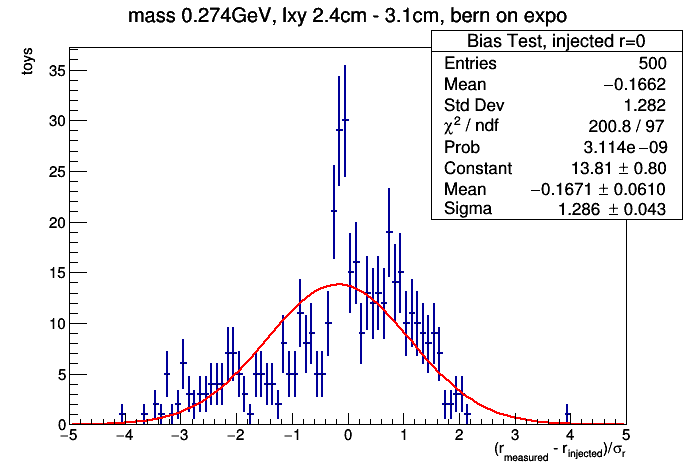 mass 0.274GeV, lxy 2.4cm - 3.1cm, bern on expo
Bias Test, injected r=0
Entries 500
Mean −0.1662
Std Dev 1.282
χ² / ndf 200.8 / 97
Prob 3.114e−09
Constant 13.81 ± 0.80
Mean −0.1671 ± 0.0610
Sigma 1.286 ± 0.043
toys
35
30
25
20
15
10
5
0
−5 −4 −3 −2 −1 0 1 2 3 4 5
(r_measured - r_injected)/σ_r